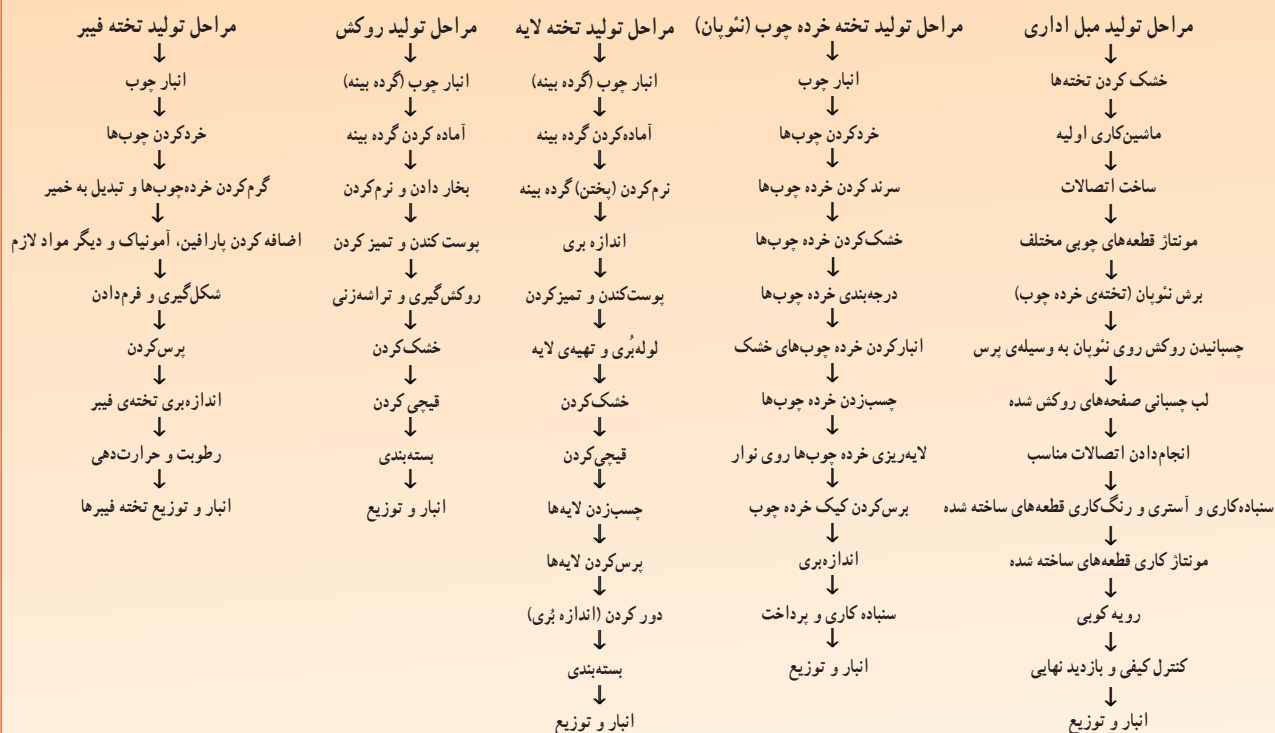 مراحل تولید مبل اداری
↓
خشک کردن تخته‌ها
↓
ماشین‌کاری اولیه
↓
ساخت اتصالات
↓
مونتاژ قطعه‌های چوبی مختلف
↓
برش نئوپان (تخته‌ی خرده چوب)
↓
چسبانیدن روکش روی نئوپان به وسیله‌ی پرس
↓
لب چسبانی صفحه‌های روکش شده
↓
انجام‌دادن اتصالات مناسب
↓
سنباده‌کاری و آستری و رنگ‌کاری قطعه‌های ساخته شده
↓
مونتاژ کاری قطعه‌های ساخته شده
↓
رویه کوبی
↓
کنترل کیفی و بازدید نهایی
↓
انبار و توزیع
مراحل تولید تخته خرده چوب (نئوپان)
↓
انبار چوب
↓
خردکردن چوب‌ها
↓
سرند کردن خرده چوب‌ها
↓
خشک‌کردن خرده چوب‌ها
↓
درجه‌بندی خرده چوب‌ها
↓
انبارکردن خرده چوب‌های خشک
↓
چسب‌زدن خرده چوب‌ها
↓
لایه‌ریزی خرده چوب‌ها روی نوار
↓
برس‌کردن کیک خرده چوب
↓
اندازه‌بری
↓
سنباده کاری و پرداخت
↓
انبار و توزیع
مراحل تولید تخته لایه
↓
انبار چوب (گرده بینه)
↓
آماده‌کردن گرده بینه
↓
نرم‌کردن (پختن) گرده بینه
↓
اندازه بری
↓
پوست‌کندن و تمیزکردن
↓
لوله‌بُری و تهیه‌ی لایه
↓
خشک‌کردن
↓
قیچی‌کردن
↓
چسب‌زدن لایه‌ها
↓
پرس‌کردن لایه‌ها
↓
دور کردن (اندازه بُری)
↓
بسته‌بندی
↓
انبار و توزیع
مراحل تولید روکش
↓
انبار چوب (گرده بینه)
↓
آماده کردن گرده بینه
↓
بخار دادن و نرم‌کردن
↓
پوست کندن و تمیز کردن
↓
روکش‌گیری و تراشه‌زنی
↓
خشک‌کردن
↓
قیچی کردن
↓
بسته‌بندی
↓
انبار و توزیع
مراحل تولید تخته فیبر
↓
انبار چوب
↓
خردکردن چوب‌ها
↓
گرم‌کردن خرده‌چوب‌ها و تبدیل به خمیر
↓
اضافه کردن پارافین، آمونیاک و دیگر مواد لازم
↓
شکل‌گیری و فرم‌دادن
↓
پرس‌کردن
↓
اندازه‌بری تخته‌ی فیبر
↓
رطوبت و حرارت‌دهی
↓
انبار و توزیع تخته فیبرها